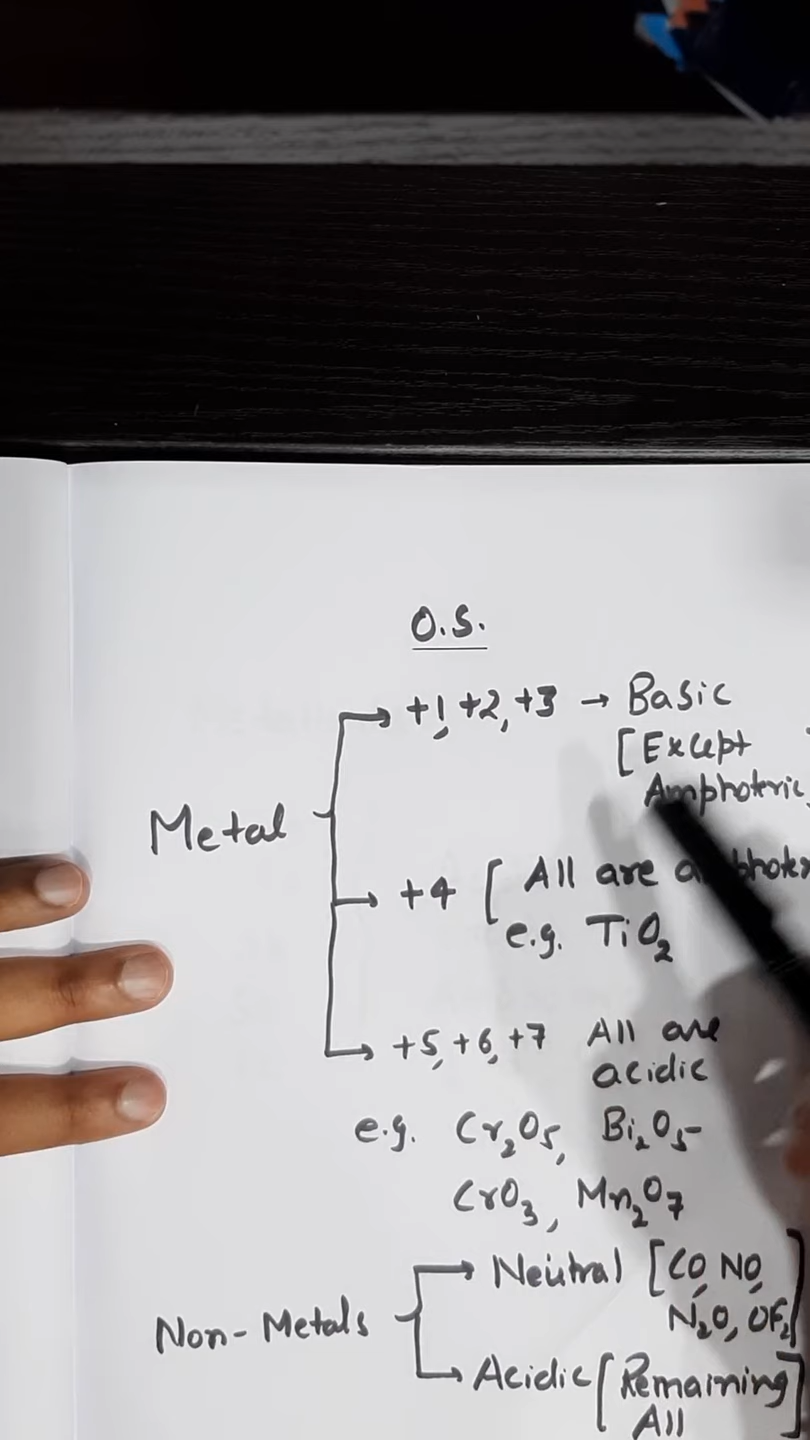 O.S.
+1, +2, +3 → Basic
[Except
Amphoteric]
Metal
+4 [All are
e.g. TiO₂
+5, +6, +7 All are
acidic
e.g. Cr₂O₅, Bi₂O₅
CrO₃, Mn₂O₇
Neutral [CO, NO,
N₂O, OF₂]
Non-Metals
Acidic [Remaining]
All